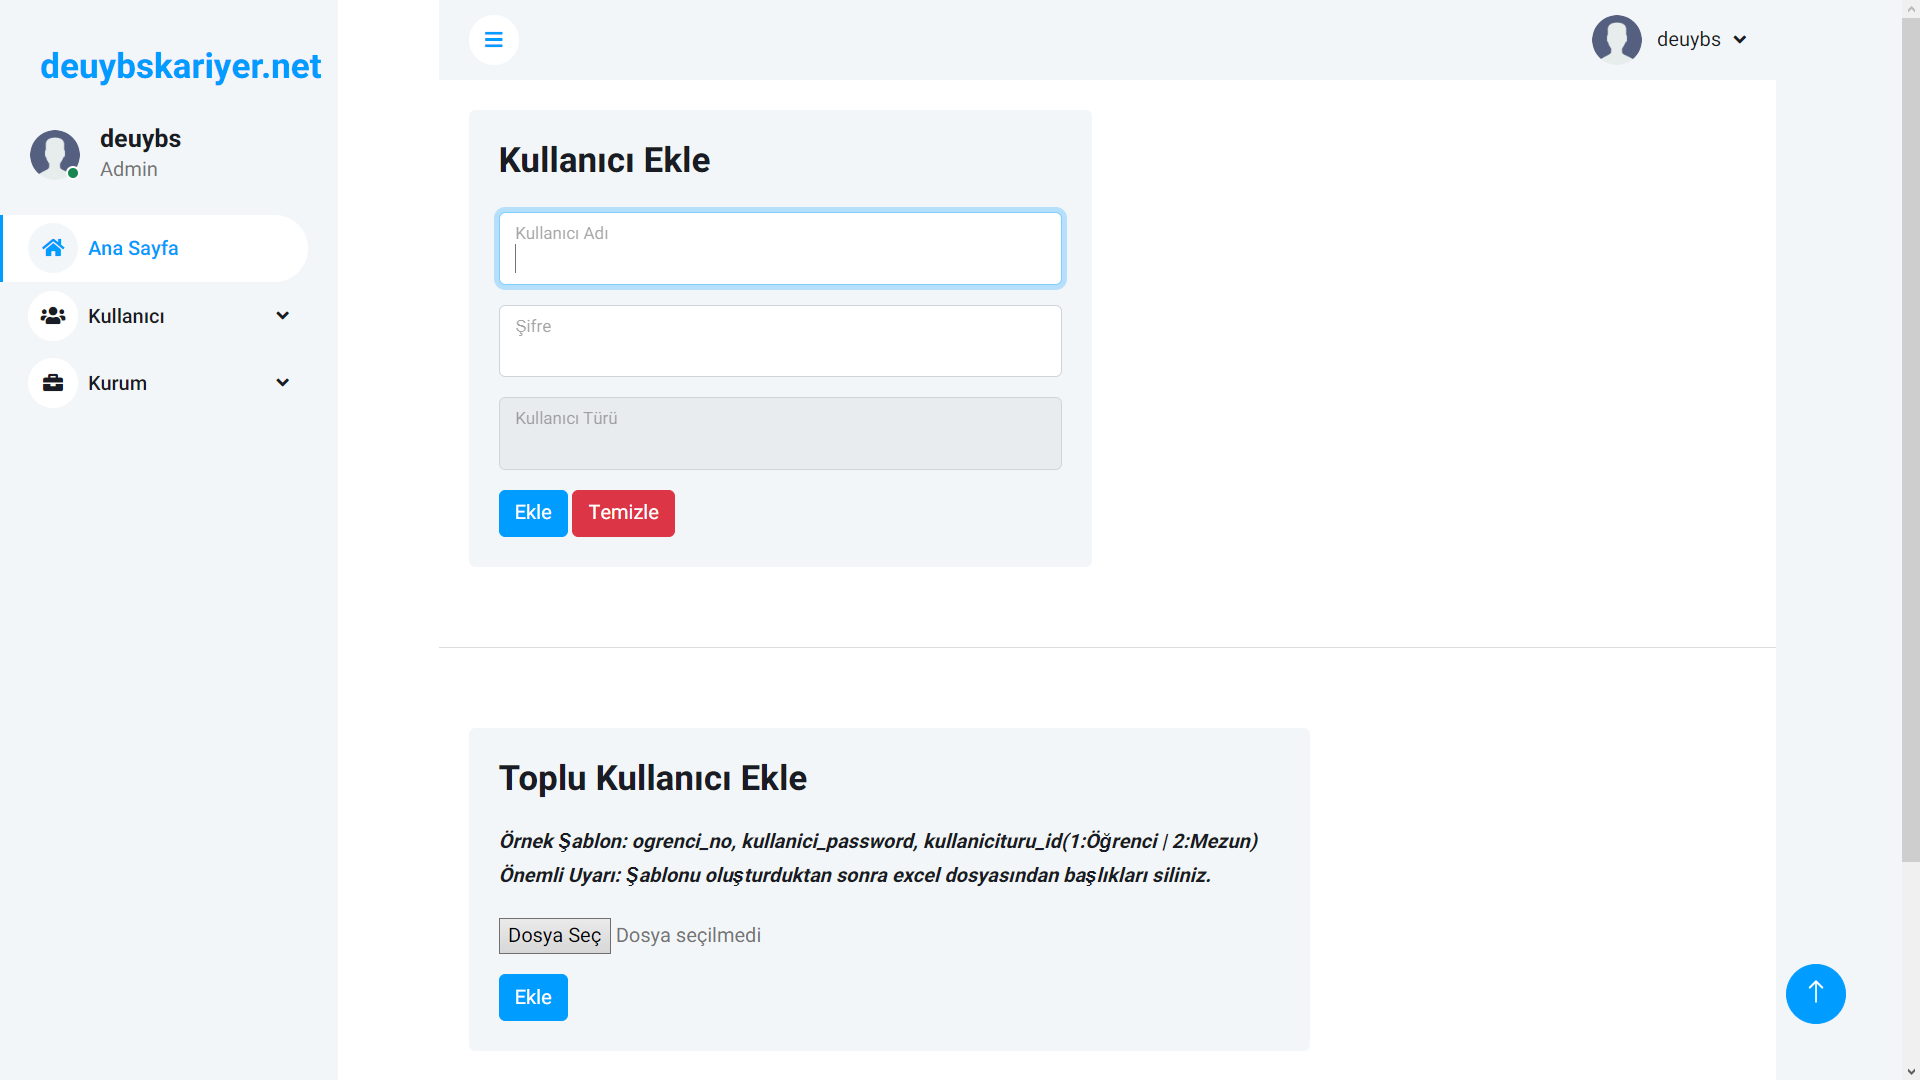 deuybskariyer.net
deuybs
Admin
Ana Sayfa
Kullanıcı
Kurum
deuybs
Kullanıcı Ekle
Kullanıcı Adı
Şifre
Kullanıcı Türü
Ekle Temizle
Toplu Kullanıcı Ekle
Örnek Şablon: ogrenci_no, kullanici_password, kullanicituru_id(1:Öğrenci | 2:Mezun)
Önemli Uyarı: Şablonu oluşturduktan sonra excel dosyasından başlıkları siliniz.
Dosya Seç Dosya seçilmedi
Ekle